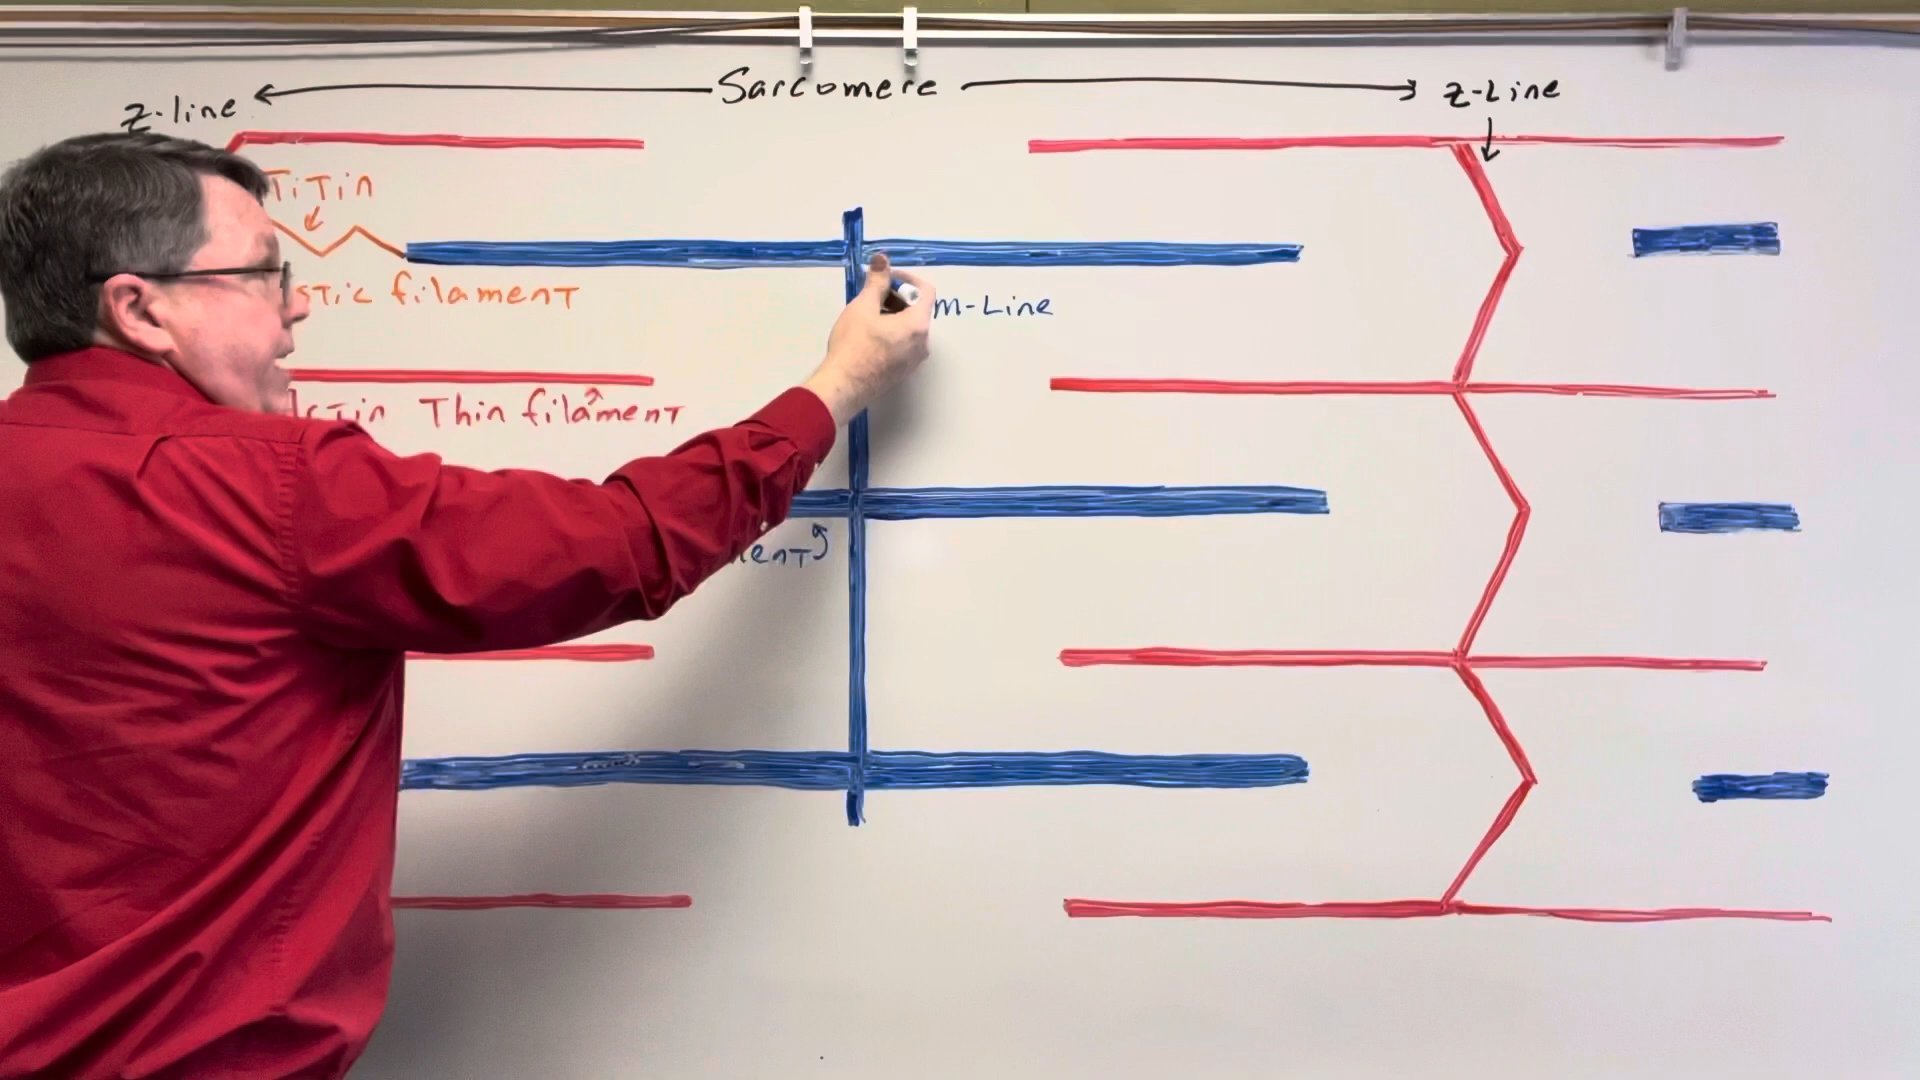 Sarcomere
z-line
z-Line
TiTin
filament
m-Line
Thin filament